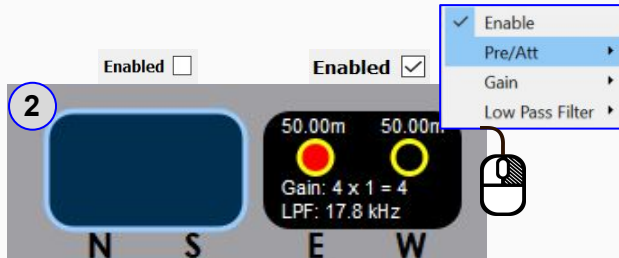 Enable
Pre/Att
Gain
Low Pass Filter
Enabled
Enabled
2
50.00m 50.00m
Gain: 4 x 1 = 4
LPF: 17.8 kHz
N S E W